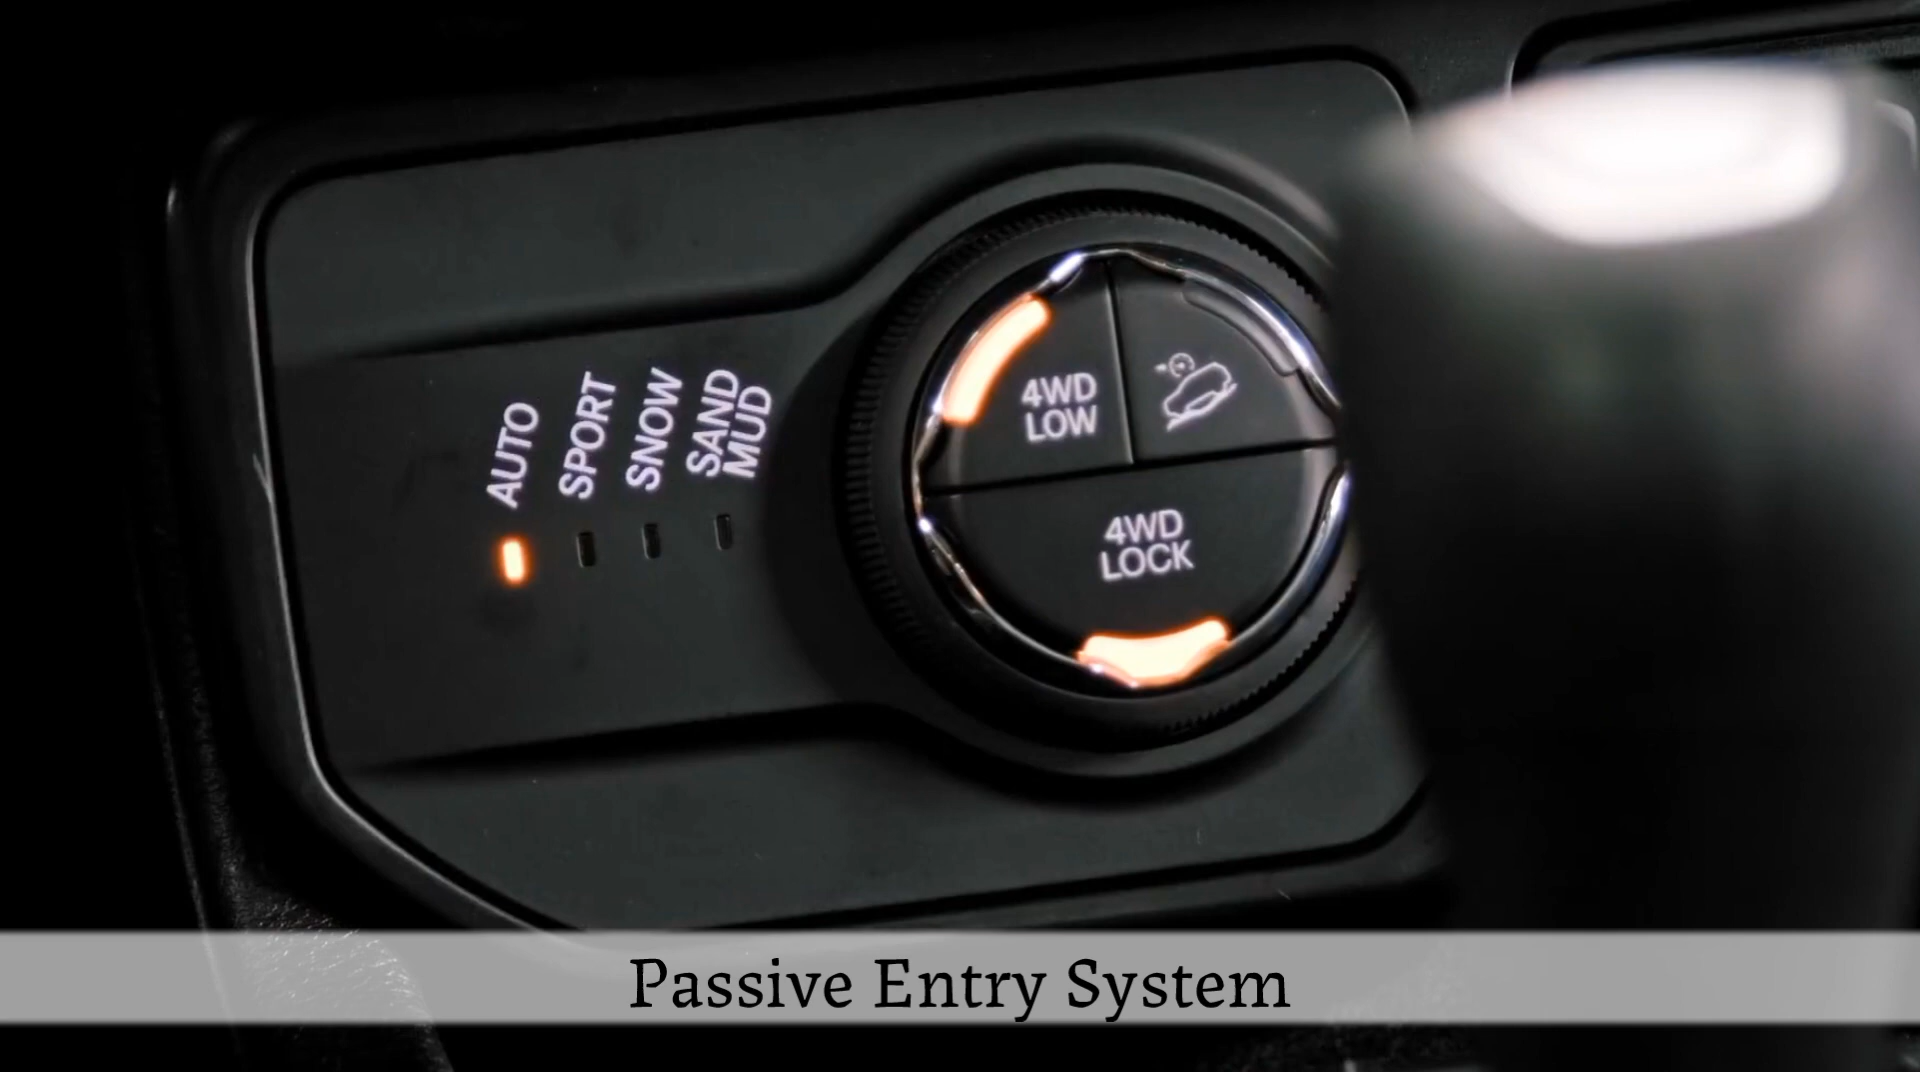 AUTO
SPORT
SNOW
SAND
MUD
4WD
LOW
4WD
LOCK
Passive Entry System